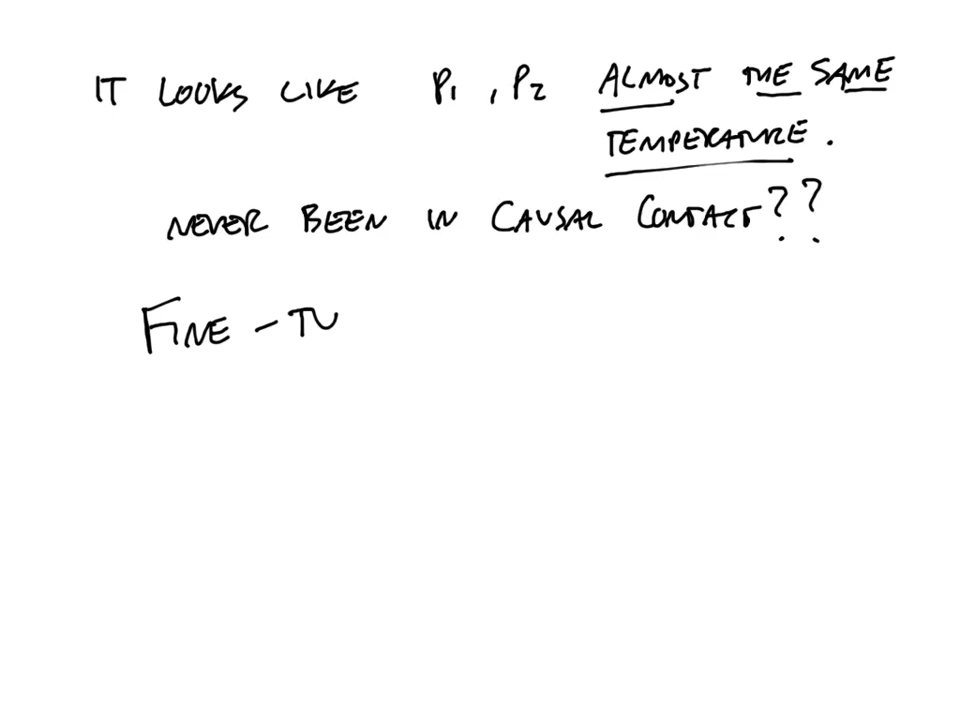 IT LOOKS LIKE P1, P2 ALMOST THE SAME
TEMPERATURE.
NEVER BEEN IN CAUSAL CONTACT??
FINE-TU